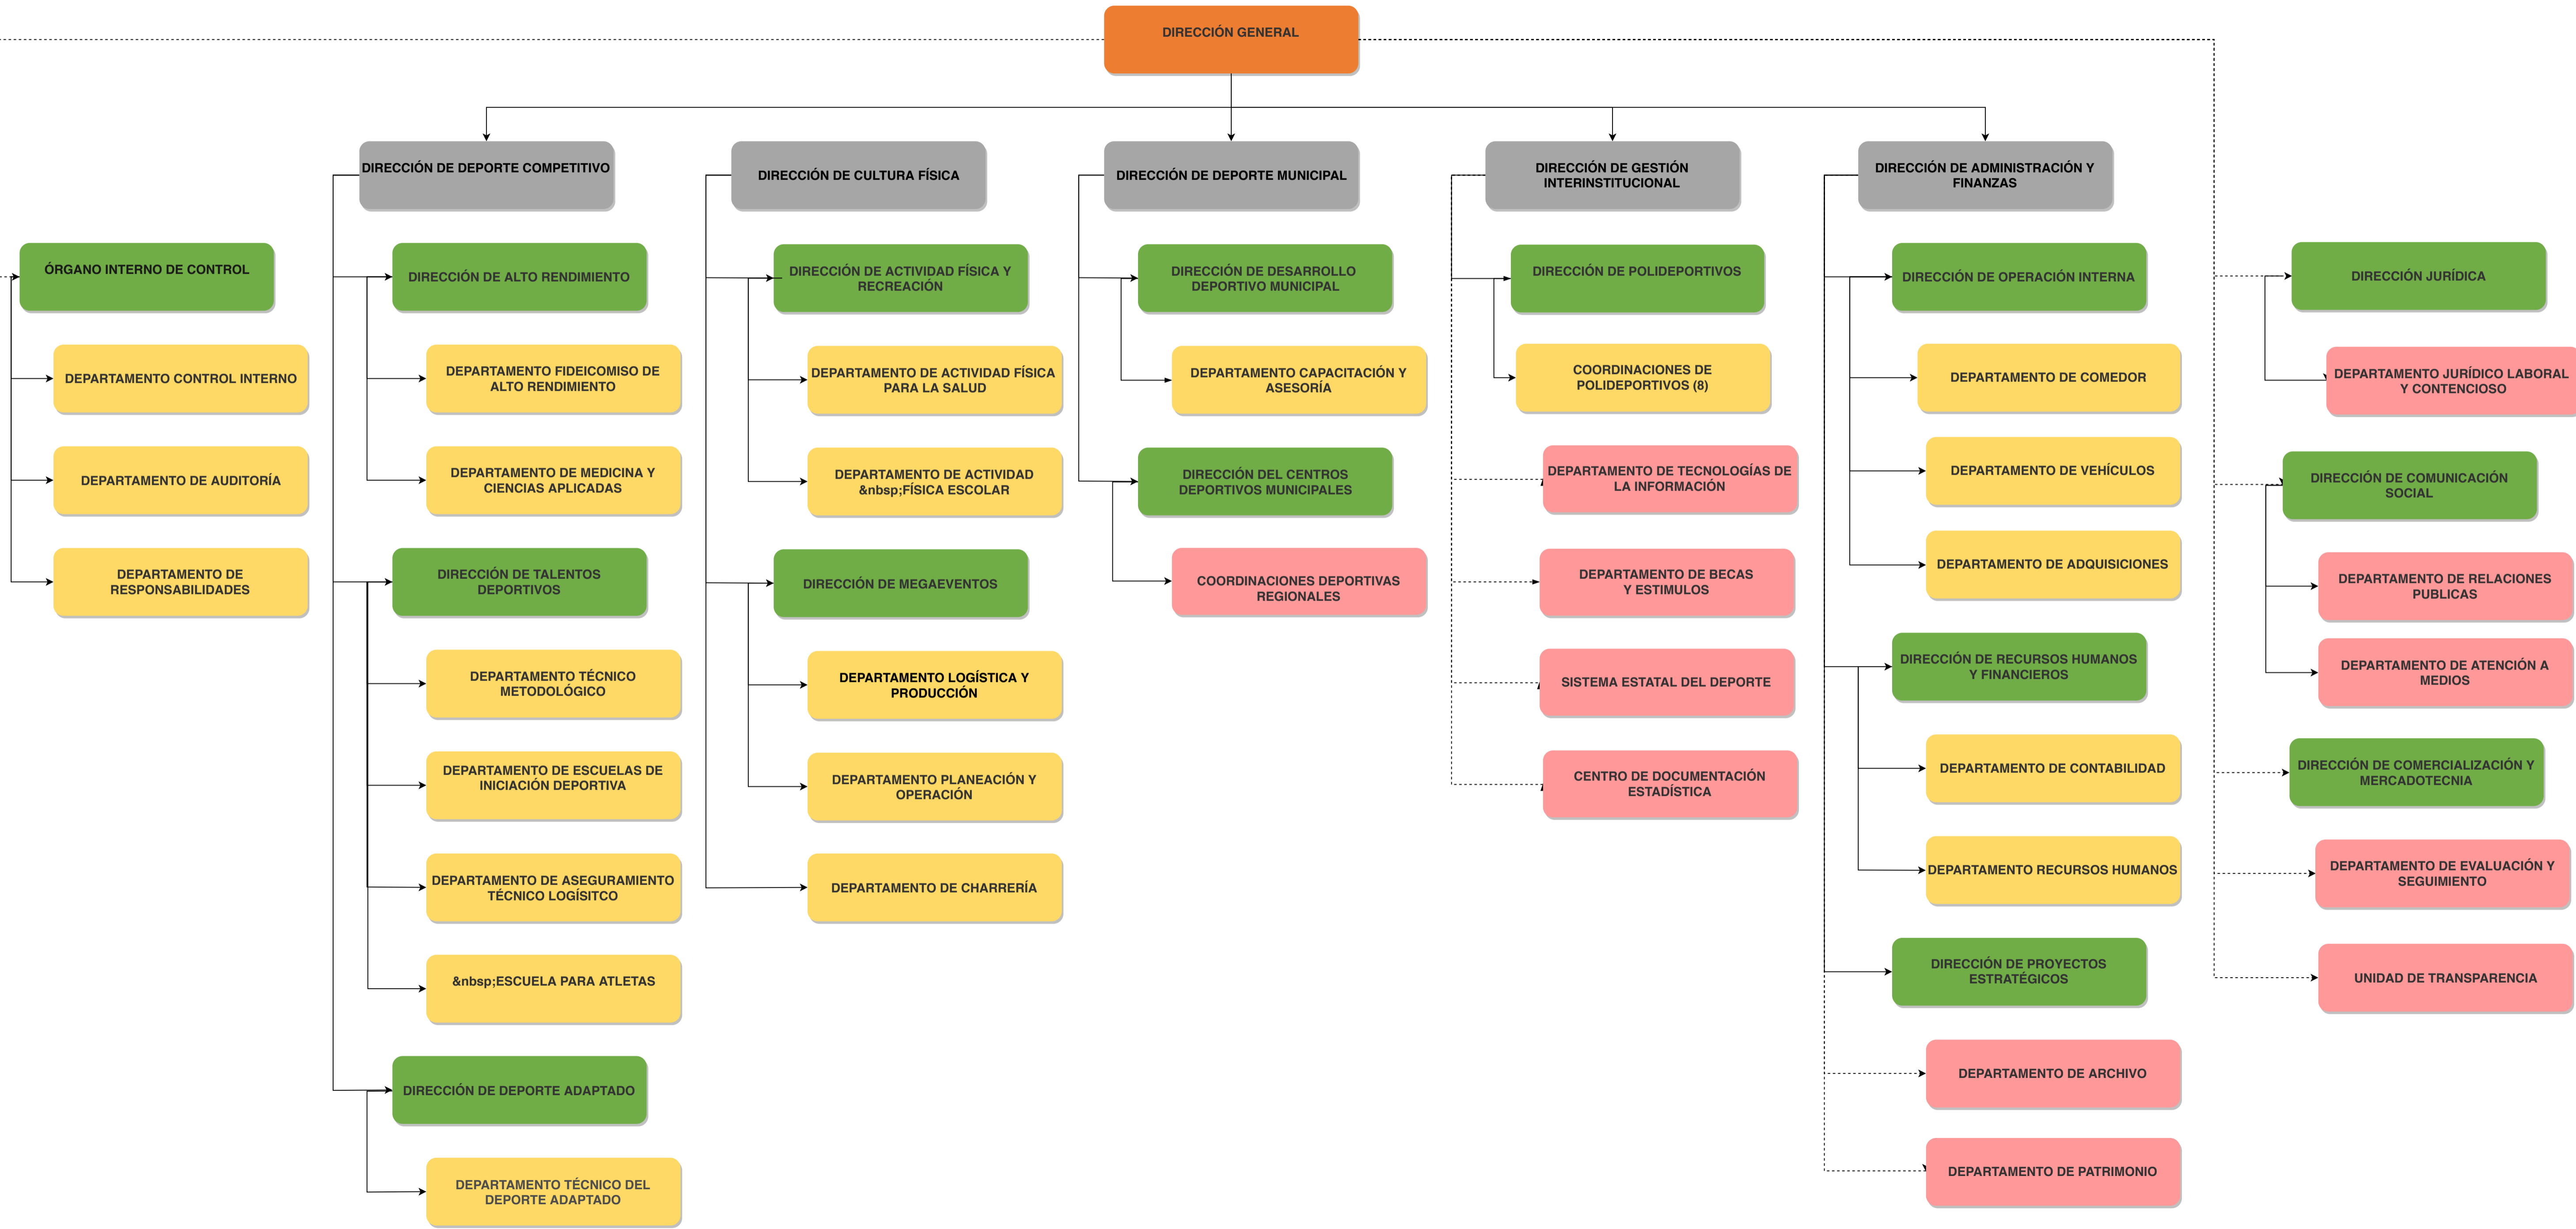 DIRECCIÓN GENERAL
DIRECCIÓN DE DEPORTE COMPETITIVO
DIRECCIÓN DE CULTURA FÍSICA
DIRECCIÓN DE DEPORTE MUNICIPAL
DIRECCIÓN DE GESTIÓN
INTERINSTITUCIONAL
DIRECCIÓN DE ADMINISTRACIÓN Y
FINANZAS
ÓRGANO INTERNO DE CONTROL
DEPARTAMENTO CONTROL INTERNO
DEPARTAMENTO DE AUDITORÍA
DEPARTAMENTO DE
RESPONSABILIDADES
DIRECCIÓN DE ALTO RENDIMIENTO
DEPARTAMENTO FIDEICOMISO DE
ALTO RENDIMIENTO
DEPARTAMENTO DE MEDICINA Y
CIENCIAS APLICADAS
DIRECCIÓN DE TALENTOS
DEPORTIVOS
DEPARTAMENTO TÉCNICO
METODOLÓGICO
DEPARTAMENTO DE ESCUELAS DE
INICIACIÓN DEPORTIVA
DEPARTAMENTO DE ASEGURAMIENTO
TÉCNICO LOGÍSITCO
&nbsp;ESCUELA PARA ATLETAS
DIRECCIÓN DE DEPORTE ADAPTADO
DEPARTAMENTO TÉCNICO DEL
DEPORTE ADAPTADO
DIRECCIÓN DE ACTIVIDAD FÍSICA Y
RECREACIÓN
DEPARTAMENTO DE ACTIVIDAD FÍSICA
PARA LA SALUD
DEPARTAMENTO DE ACTIVIDAD
&nbsp;FÍSICA ESCOLAR
DIRECCIÓN DE MEGAEVENTOS
DEPARTAMENTO LOGÍSTICA Y
PRODUCCIÓN
DEPARTAMENTO PLANEACIÓN Y
OPERACIÓN
DEPARTAMENTO DE CHARRERÍA
DIRECCIÓN DE DESARROLLO
DEPORTIVO MUNICIPAL
DEPARTAMENTO CAPACITACIÓN Y
ASESORÍA
DIRECCIÓN DEL CENTROS
DEPORTIVOS MUNICIPALES
COORDINACIONES DEPORTIVAS
REGIONALES
DIRECCIÓN DE POLIDEPORTIVOS
COORDINACIONES DE
POLIDEPORTIVOS (8)
DEPARTAMENTO DE TECNOLOGÍAS DE
LA INFORMACIÓN
DEPARTAMENTO DE BECAS
Y ESTIMULOS
SISTEMA ESTATAL DEL DEPORTE
CENTRO DE DOCUMENTACIÓN
ESTADÍSTICA
DIRECCIÓN DE OPERACIÓN INTERNA
DEPARTAMENTO DE COMEDOR
DEPARTAMENTO DE VEHÍCULOS
DEPARTAMENTO DE ADQUISICIONES
DIRECCIÓN DE RECURSOS HUMANOS
Y FINANCIEROS
DEPARTAMENTO DE CONTABILIDAD
DEPARTAMENTO RECURSOS HUMANOS
DIRECCIÓN DE PROYECTOS
ESTRATÉGICOS
DEPARTAMENTO DE ARCHIVO
DEPARTAMENTO DE PATRIMONIO
DIRECCIÓN JURÍDICA
DEPARTAMENTO JURÍDICO LABORAL
Y CONTENCIOSO
DIRECCIÓN DE COMUNICACIÓN
SOCIAL
DEPARTAMENTO DE RELACIONES
PUBLICAS
DEPARTAMENTO DE ATENCIÓN A
MEDIOS
DIRECCIÓN DE COMERCIALIZACIÓN Y
MERCADOTECNIA
DEPARTAMENTO DE EVALUACIÓN Y
SEGUIMIENTO
UNIDAD DE TRANSPARENCIA